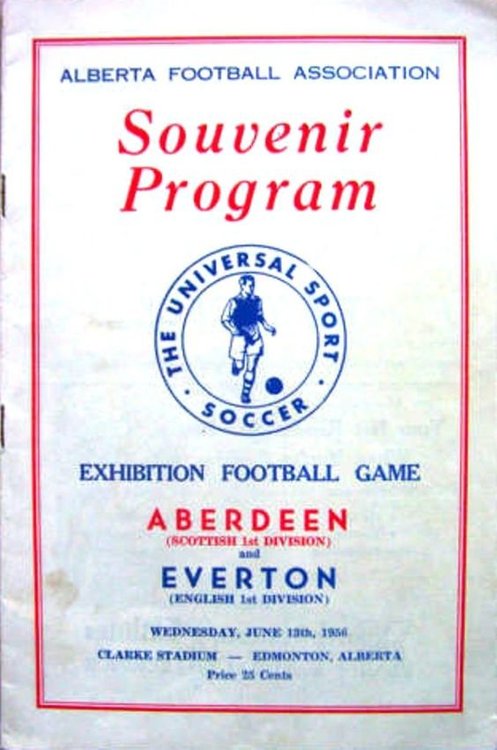 ALBERTA FOOTBALL ASSOCIATION
Souvenir
Program
THE UNIVERSAL SPORT
· SOCCER ·
EXHIBITION FOOTBALL GAME
ABERDEEN
(SCOTTISH 1st DIVISION)
and
EVERTON
(ENGLISH 1st DIVISION)
WEDNESDAY, JUNE 13th, 1956
CLARKE STADIUM — EDMONTON, ALBERTA
Price 25 Cents